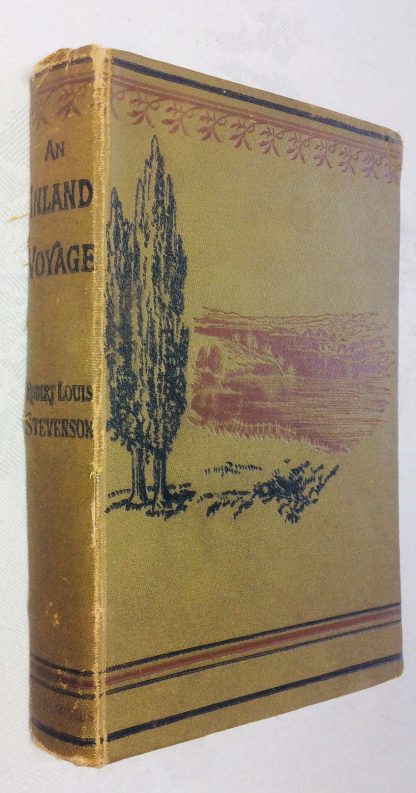 AN
INLAND
VOYAGE
ROBERT LOUIS
STEVENSON